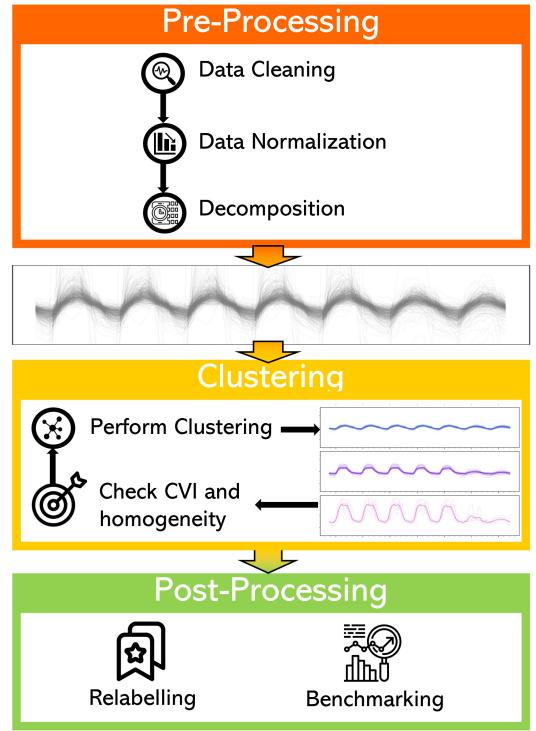 Pre-Processing
Data Cleaning
Data Normalization
Decomposition
Clustering
Perform Clustering
Check CVI and
homogeneity
Post-Processing
Relabelling
Benchmarking